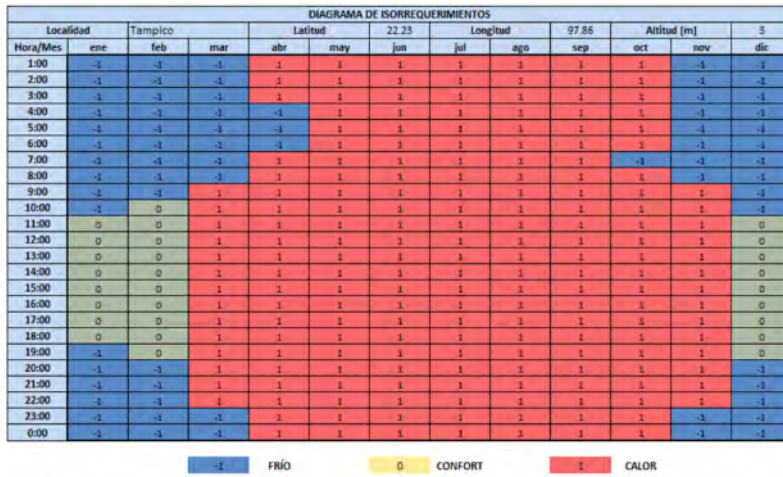 DIAGRAMA DE ISORREQUERIMIENTOS
Localidad Tampico Latitud 22.23 Longitud 97.86 Altitud [m] 3
Hora/Mes ene feb mar abr may jun jul ago sep oct nov dic
1:00 -1 -1 -1 1 1 1 1 1 1 1 -1 -1
2:00 -1 -1 -1 1 1 1 1 1 1 1 -1 -1
3:00 -1 -1 -1 1 1 1 1 1 1 1 -1 -1
4:00 -1 -1 -1 -1 1 1 1 1 1 1 -1 -1
5:00 -1 -1 -1 -1 1 1 1 1 1 1 -1 -1
6:00 -1 -1 -1 -1 1 1 1 1 1 1 -1 -1
7:00 -1 -1 -1 1 1 1 1 1 1 -1 -1 -1
8:00 -1 -1 -1 1 1 1 1 1 1 1 -1 -1
9:00 -1 -1 1 1 1 1 1 1 1 1 1 -1
10:00 -1 0 1 1 1 1 1 1 1 1 1 -1
11:00 0 0 1 1 1 1 1 1 1 1 1 0
12:00 0 0 1 1 1 1 1 1 1 1 1 0
13:00 0 0 1 1 1 1 1 1 1 1 1 0
14:00 0 0 1 1 1 1 1 1 1 1 1 0
15:00 0 0 1 1 1 1 1 1 1 1 1 0
16:00 0 0 1 1 1 1 1 1 1 1 1 0
17:00 0 0 1 1 1 1 1 1 1 1 1 0
18:00 0 0 1 1 1 1 1 1 1 1 1 0
19:00 -1 0 1 1 1 1 1 1 1 1 1 0
20:00 -1 -1 1 1 1 1 1 1 1 1 1 -1
21:00 -1 -1 1 1 1 1 1 1 1 1 1 -1
22:00 -1 -1 1 1 1 1 1 1 1 1 1 -1
23:00 -1 -1 -1 1 1 1 1 1 1 1 -1 -1
0:00 -1 -1 -1 1 1 1 1 1 1 1 -1 -1
-1 FRÍO 0 CONFORT 1 CALOR